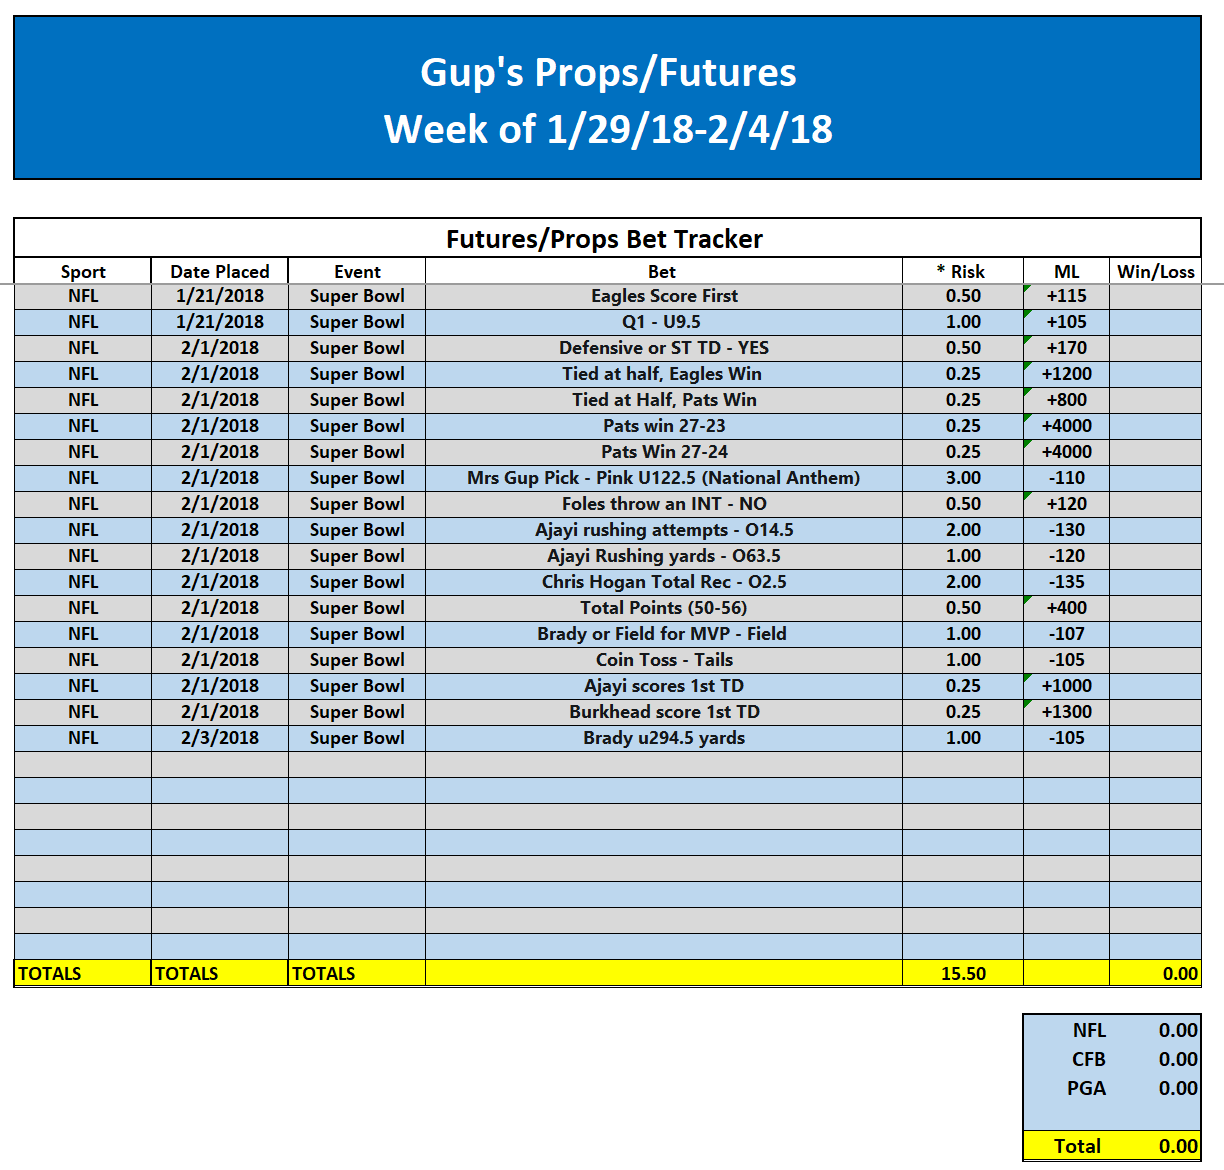 Gup's Props/Futures
Week of 1/29/18-2/4/18
Futures/Props Bet Tracker
Sport Date Placed Event Bet * Risk ML Win/Loss
NFL 1/21/2018 Super Bowl Eagles Score First 0.50 +115
NFL 1/21/2018 Super Bowl Q1 - U9.5 1.00 +105
NFL 2/1/2018 Super Bowl Defensive or ST TD - YES 0.50 +170
NFL 2/1/2018 Super Bowl Tied at half, Eagles Win 0.25 +1200
NFL 2/1/2018 Super Bowl Tied at Half, Pats Win 0.25 +800
NFL 2/1/2018 Super Bowl Pats win 27-23 0.25 +4000
NFL 2/1/2018 Super Bowl Pats Win 27-24 0.25 +4000
NFL 2/1/2018 Super Bowl Mrs Gup Pick - Pink U122.5 (National Anthem) 3.00 -110
NFL 2/1/2018 Super Bowl Foles throw an INT - NO 0.50 +120
NFL 2/1/2018 Super Bowl Ajayi rushing attempts - O14.5 2.00 -130
NFL 2/1/2018 Super Bowl Ajayi Rushing yards - O63.5 1.00 -120
NFL 2/1/2018 Super Bowl Chris Hogan Total Rec - O2.5 2.00 -135
NFL 2/1/2018 Super Bowl Total Points (50-56) 0.50 +400
NFL 2/1/2018 Super Bowl Brady or Field for MVP - Field 1.00 -107
NFL 2/1/2018 Super Bowl Coin Toss - Tails 1.00 -105
NFL 2/1/2018 Super Bowl Ajayi scores 1st TD 0.25 +1000
NFL 2/1/2018 Super Bowl Burkhead score 1st TD 0.25 +1300
NFL 2/3/2018 Super Bowl Brady u294.5 yards 1.00 -105
TOTALS TOTALS TOTALS 15.50 0.00
NFL 0.00
CFB 0.00
PGA 0.00
Total 0.00